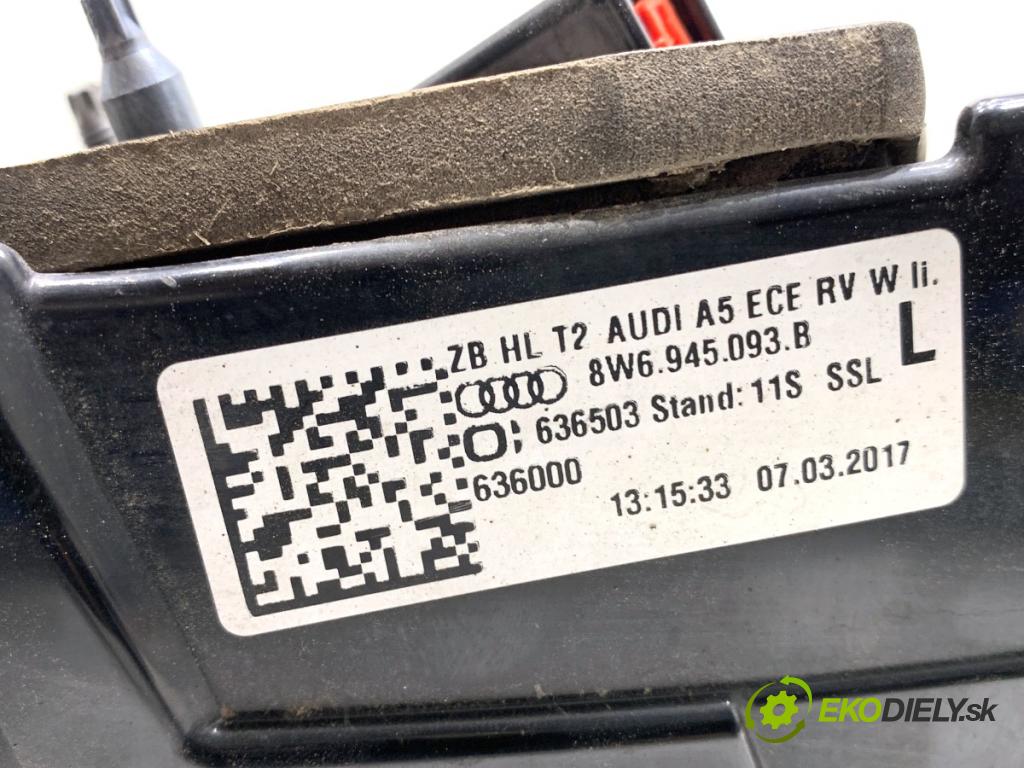 ZB HL T2 AUDI A5 ECE RV W li.
8W6.945.093.B
L
636503 Stand: 11S SSL
636000
13:15:33 07.03.2017
EKODIELY.sk